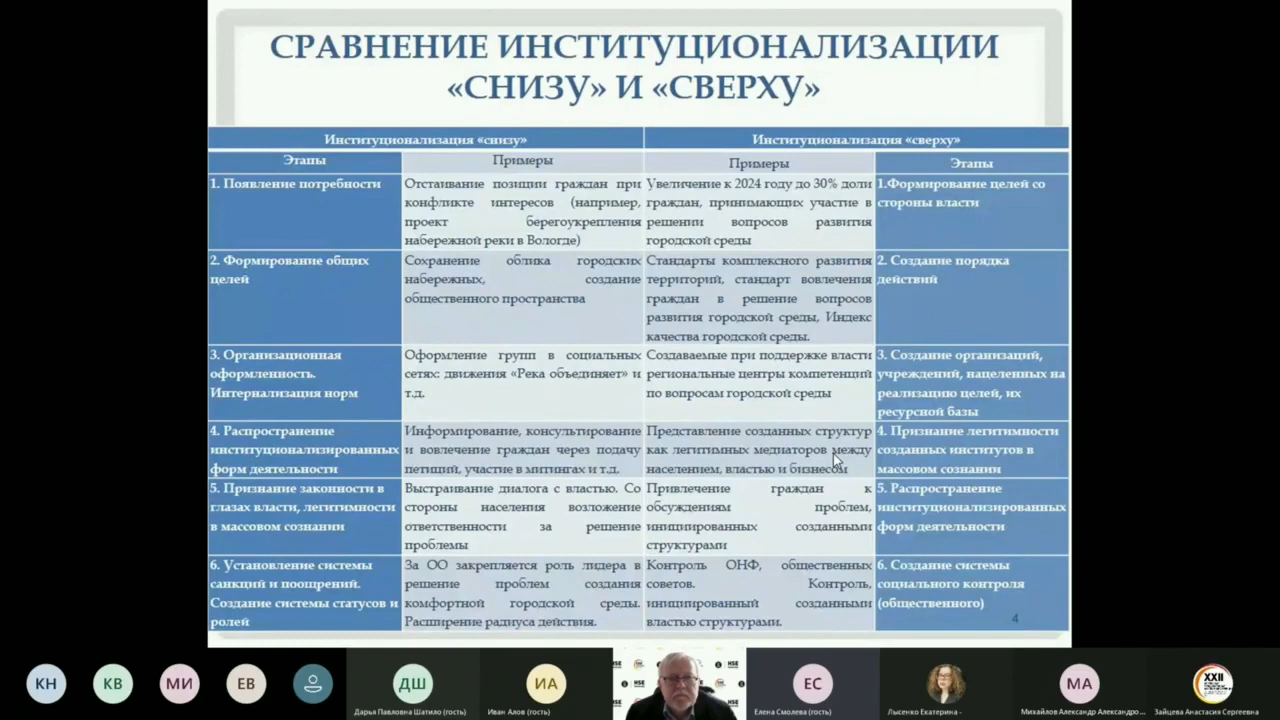 СРАВНЕНИЕ ИНСТИТУЦИОНАЛИЗАЦИИ
«СНИЗУ» И «СВЕРХУ»
Институционализация «снизу»
Институционализация «сверху»
Этапы
Примеры
Примеры
Этапы
1. Появление потребности
Отстаивание позиции граждан при
конфликте интересов (например,
проект берегоукрепления
набережной реки в Вологде)
Увеличение к 2024 году до 30% доли
граждан, принимающих участие в
решении вопросов развития
городской среды
1.Формирование целей со
стороны власти
2. Формирование общих
целей
Сохранение облика городских
набережных, создание
общественного пространства
Стандарты комплексного развития
территорий, стандарт вовлечения
граждан в решение вопросов
развития городской среды, Индекс
качества городской среды.
2. Создание порядка
действий
3. Организационная
оформленность.
Интернализация норм
Оформление групп в социальных
сетях: движения «Река объединяет» и
т.д.
Создаваемые при поддержке власти
региональные центры компетенций
по вопросам городской среды
3. Создание организаций,
учреждений, нацеленных на
реализацию целей, их
ресурсной базы
4. Распространение
институционализированных
форм деятельности
Информирование, консультирование
и вовлечение граждан через подачу
петиций, участие в митингах и т.д.
Представление созданных структур
как легитимных медиаторов между
населением, властью и бизнесом
4. Признание легитимности
созданных институтов в
массовом сознании
5. Признание законности в
глазах власти, легитимности
в массовом сознании
Выстраивание диалога с властью. Со
стороны населения возложение
ответственности за решение
проблемы
Привлечение граждан к
обсуждениям проблем,
инициированных созданными
структурами
5. Распространение
институционализированных
форм деятельности
6. Установление системы
санкций и поощрений.
Создание системы статусов и
ролей
За ОО закрепляется роль лидера в
решение проблем создания
комфортной городской среды.
Расширение радиуса действия.
Контроль ОНФ, общественных
советов. Контроль,
инициированный созданными
властью структурами.
6. Создание системы
социального контроля
(общественного)
4
КН
КВ
МИ
ЕВ
ДШ
Дарья Павловна Шатило (гость)
ИА
Иван Алов (гость)
HSE
HSE
ЕС
Елена Смолева (гость)
Лысенко Екатерина -
МА
Михайлов Александр Александро ...
XXII
Зайцева Анастасия Сергеевна